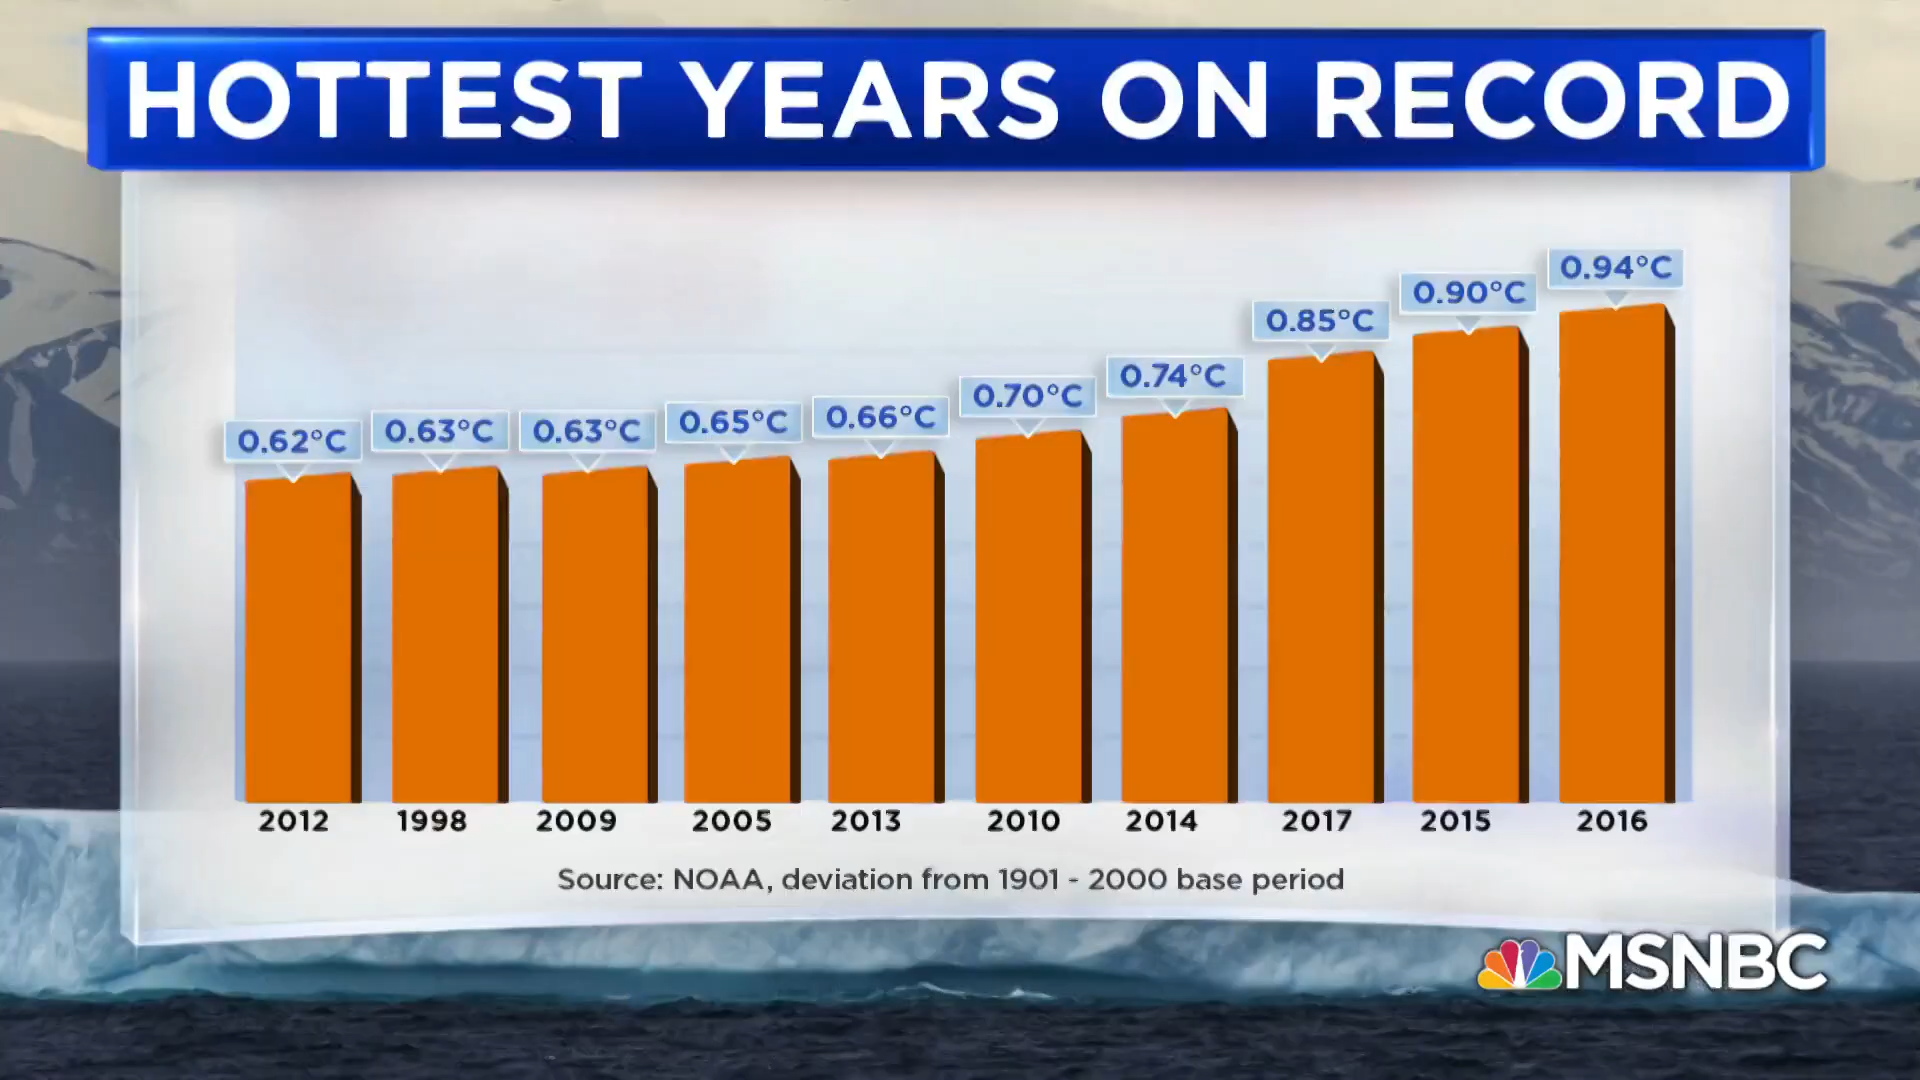 HOTTEST YEARS ON RECORD
0.62°C 0.63°C 0.63°C 0.65°C 0.66°C 0.70°C 0.74°C 0.85°C 0.90°C 0.94°C
2012 1998 2009 2005 2013 2010 2014 2017 2015 2016
Source: NOAA, deviation from 1901 - 2000 base period
MSNBC